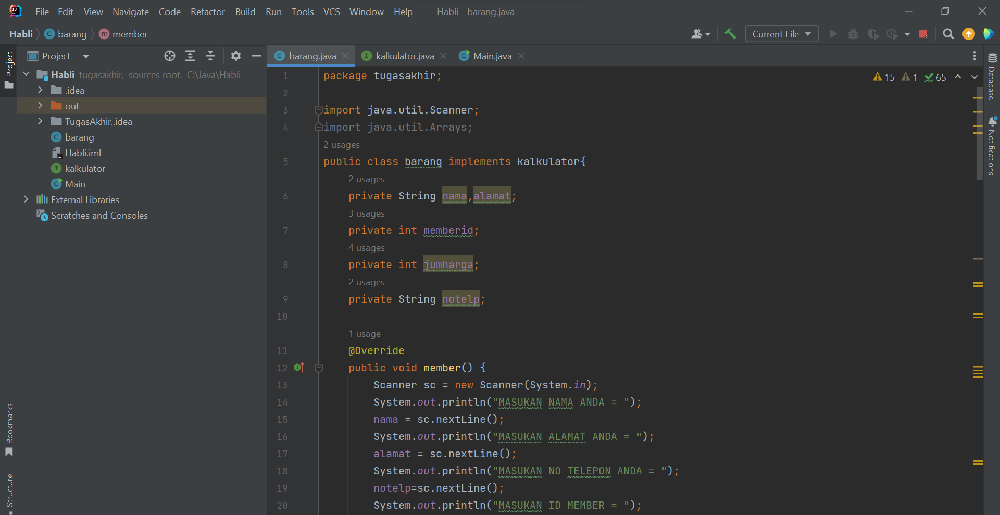 File Edit View Navigate Code Refactor Build Run Tools VCS Window Help Habli - barang.java
Habli barang member Current File 2
Project
barang.java kalkulator.java Main.java
Project
Habli tugasakhir, sources root, C:\Java\Habli
.idea
out
TugasAkhir..idea
barang
Habli.iml
kalkulator
Main
External Libraries
Scratches and Consoles
Bookmarks
Structure
15 1 65
1 package tugasakhir;
2
3 import java.util.Scanner;
4 import java.util.Arrays;
2 usages
5 public class barang implements kalkulator{
2 usages
6 private String nama,alamat;
3 usages
7 private int memberid;
4 usages
8 private int jumharga;
2 usages
9 private String notelp;
10
1 usage
11 @Override
12 public void member() {
13 Scanner sc = new Scanner(System.in);
14 System.out.println("MASUKAN NAMA ANDA = ");
15 nama = sc.nextLine();
16 System.out.println("MASUKAN ALAMAT ANDA = ");
17 alamat = sc.nextLine();
18 System.out.println("MASUKAN NO TELEPON ANDA = ");
19 notelp=sc.nextLine();
20 System.out.println("MASUKAN ID MEMBER = ");
Database
Notifications